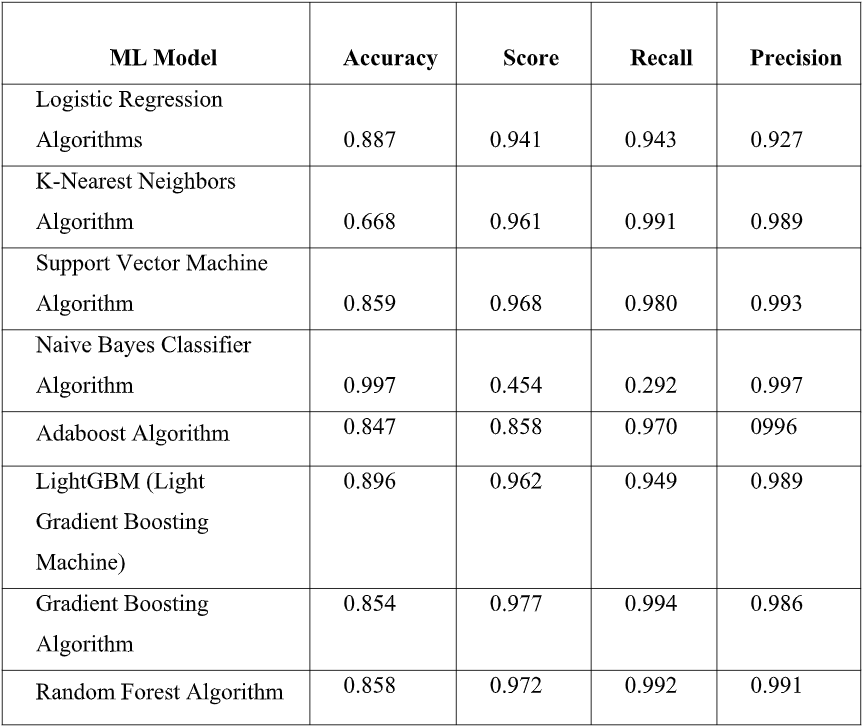 ML Model Accuracy Score Recall Precision
Logistic Regression
Algorithms 0.887 0.941 0.943 0.927
K-Nearest Neighbors
Algorithm 0.668 0.961 0.991 0.989
Support Vector Machine
Algorithm 0.859 0.968 0.980 0.993
Naive Bayes Classifier
Algorithm 0.997 0.454 0.292 0.997
Adaboost Algorithm 0.847 0.858 0.970 0996
LightGBM (Light 0.896 0.962 0.949 0.989
Gradient Boosting
Machine)
Gradient Boosting 0.854 0.977 0.994 0.986
Algorithm
Random Forest Algorithm 0.858 0.972 0.992 0.991